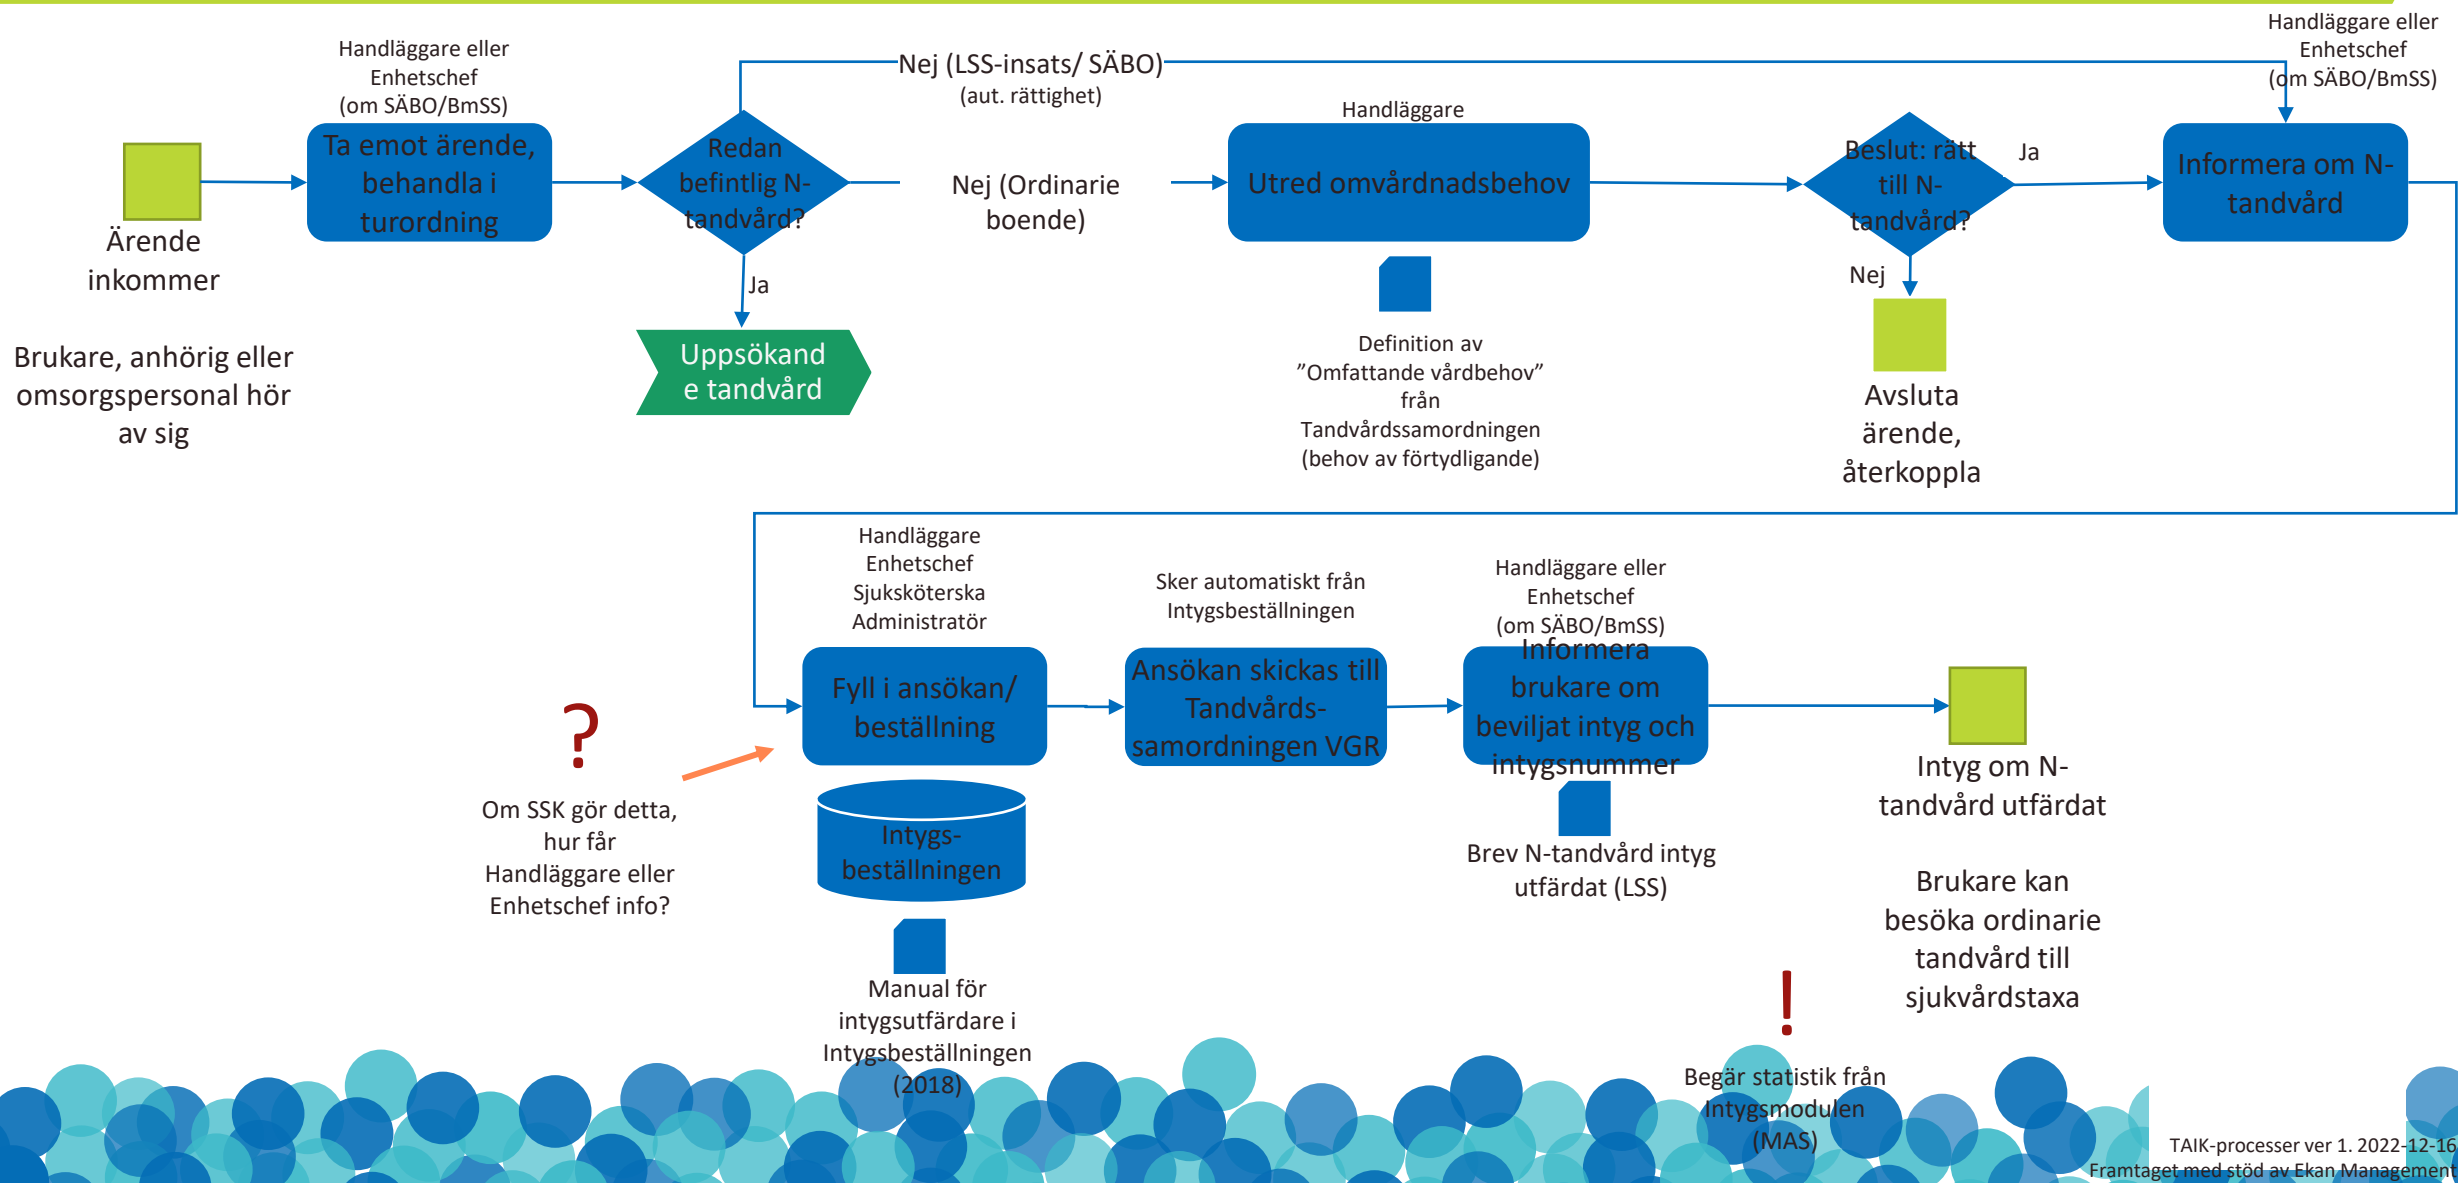 Handläggare eller
Enhetschef
(om SÄBO/BmSS)
Ta emot ärende,
behandla i
turordning
Ärende
inkommer
Brukare, anhörig eller
omsorgspersonal hör
av sig
Redan
befintlig N-
tandvård?
Nej (LSS-insats/ SÄBO)
(aut. rättighet)
Nej (Ordinarie
boende)
Ja
Uppsökand
e tandvård
Handläggare
Utred omvårdnadsbehov
Definition av
”Omfattande vårdbehov”
från
Tandvårdssamordningen
(behov av förtydligande)
Beslut: rätt
till N-
tandvård?
Ja
Nej
Avsluta
ärende,
återkoppla
Handläggare eller
Enhetschef
(om SÄBO/BmSS)
Informera om N-
tandvård
Handläggare
Enhetschef
Sjuksköterska
Administratör
Fyll i ansökan/
beställning
?
Om SSK gör detta,
hur får
Handläggare eller
Enhetschef info?
Intygs-
beställningen
Manual för
intygsutfärdare i
Intygsbeställningen
(2018)
Sker automatiskt från
Intygsbeställningen
Ansökan skickas till
Tandvårds-
samordningen VGR
Handläggare eller
Enhetschef
(om SÄBO/BmSS)
Informera
brukare om
beviljat intyg och
intygsnummer
Brev N-tandvård intyg
utfärdat (LSS)
Intyg om N-
tandvård utfärdat
Brukare kan
besöka ordinarie
tandvård till
sjukvårdstaxa
!
Begär statistik från
Intygsmodulen
(MAS)
TAIK-processer ver 1. 2022-12-16
Framtaget med stöd av Ekan Management